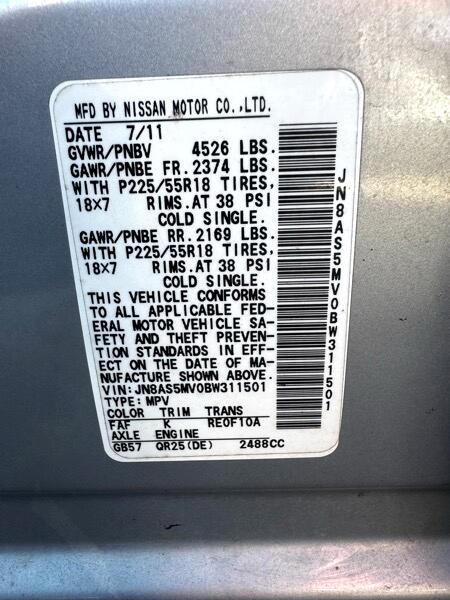 MFD BY NISSAN MOTOR CO.,LTD.
DATE 7/11
GVWR/PNBV 4526 LBS.
GAWR/PNBE FR. 2374 LBS.
WITH P225/55R18 TIRES,
18X7 RIMS. AT 38 PSI
COLD SINGLE.
GAWR/PNBE RR. 2169 LBS.
WITH P225/55R18 TIRES,
18X7 RIMS. AT 38 PSI
COLD SINGLE.
THIS VEHICLE CONFORMS
TO ALL APPLICABLE FED-
ERAL MOTOR VEHICLE SA-
FETY AND THEFT PREVEN-
TION STANDARDS IN EFF-
ECT ON THE DATE OF MA-
NUFACTURE SHOWN ABOVE.
VIN: JN8AS5MV0BW311501
TYPE: MPV
COLOR TRIM TRANS
FAF K RE0F10A
AXLE ENGINE
GB57 QR25(DE) 2488CC
JN8AS5MV0BW311501